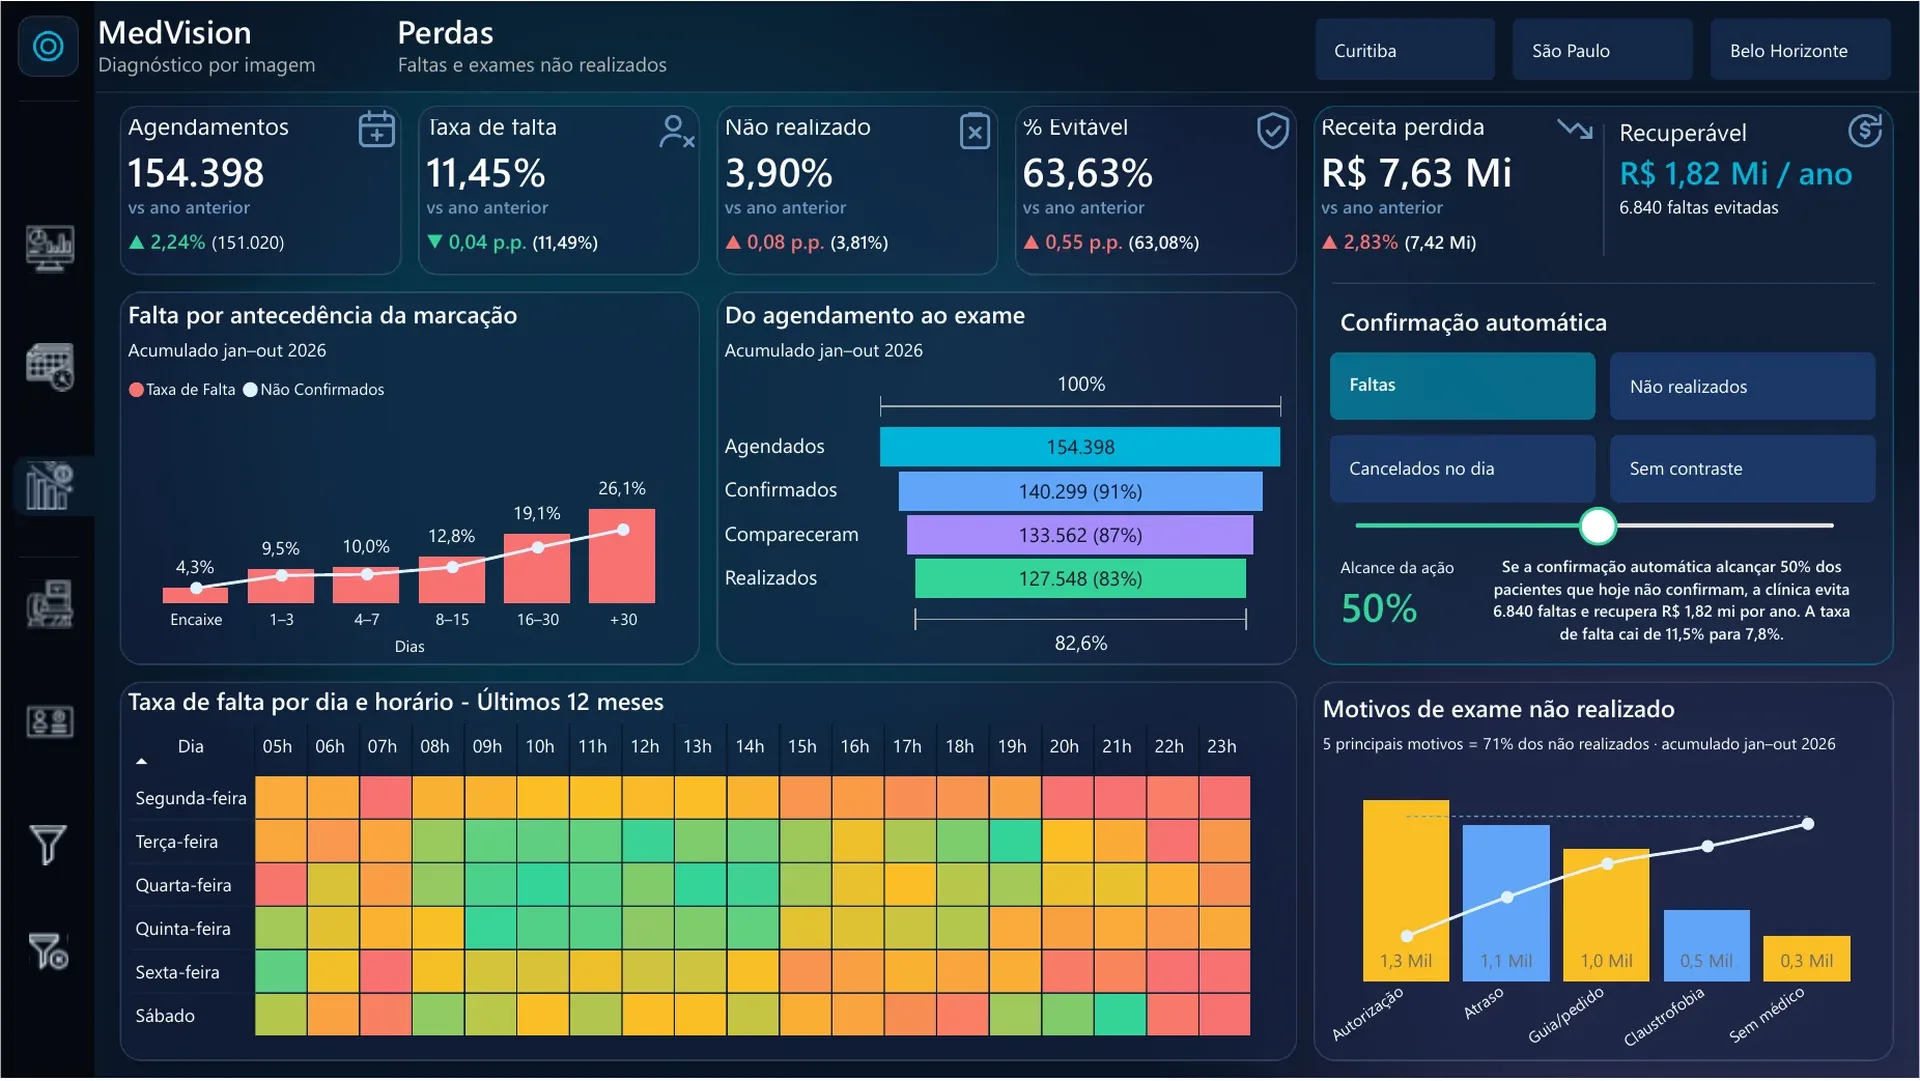 MedVision
Diagnóstico por imagem
Perdas
Faltas e exames não realizados
Curitiba
São Paulo
Belo Horizonte
Agendamentos
154.398
vs ano anterior
▲ 2,24% (151.020)
Taxa de falta
11,45%
vs ano anterior
▼ 0,04 p.p. (11,49%)
Não realizado
3,90%
vs ano anterior
▲ 0,08 p.p. (3,81%)
% Evitável
63,63%
vs ano anterior
▲ 0,55 p.p. (63,08%)
Receita perdida
R$ 7,63 Mi
vs ano anterior
▲ 2,83% (7,42 Mi)
Recuperável
R$ 1,82 Mi / ano
6.840 faltas evitadas
Falta por antecedência da marcação
Acumulado jan–out 2026
Taxa de Falta Não Confirmados
4,3%
9,5%
10,0%
12,8%
19,1%
26,1%
Encaixe 1–3 4–7 8–15 16–30 +30
Dias
Do agendamento ao exame
Acumulado jan–out 2026
100%
Agendados 154.398
Confirmados 140.299 (91%)
Compareceram 133.562 (87%)
Realizados 127.548 (83%)
82,6%
Confirmação automática
Faltas
Não realizados
Cancelados no dia
Sem contraste
Alcance da ação
50%
Se a confirmação automática alcançar 50% dos
pacientes que hoje não confirmam, a clínica evita
6.840 faltas e recupera R$ 1,82 mi por ano. A taxa
de falta cai de 11,5% para 7,8%.
Taxa de falta por dia e horário - Últimos 12 meses
Dia 05h 06h 07h 08h 09h 10h 11h 12h 13h 14h 15h 16h 17h 18h 19h 20h 21h 22h 23h
Segunda-feira
Terça-feira
Quarta-feira
Quinta-feira
Sexta-feira
Sábado
Motivos de exame não realizado
5 principais motivos = 71% dos não realizados · acumulado jan–out 2026
1,3 Mil 1,1 Mil 1,0 Mil 0,5 Mil 0,3 Mil
Autorização
Atraso
Guia/pedido
Claustrofobia
Sem médico